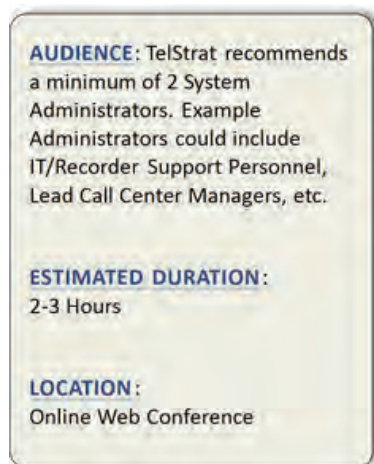 AUDIENCE: TelStrat recommends
a minimum of 2 System
Administrators. Example
Administrators could include
IT/Recorder Support Personnel,
Lead Call Center Managers, etc.
ESTIMATED DURATION:
2-3 Hours
LOCATION:
Online Web Conference